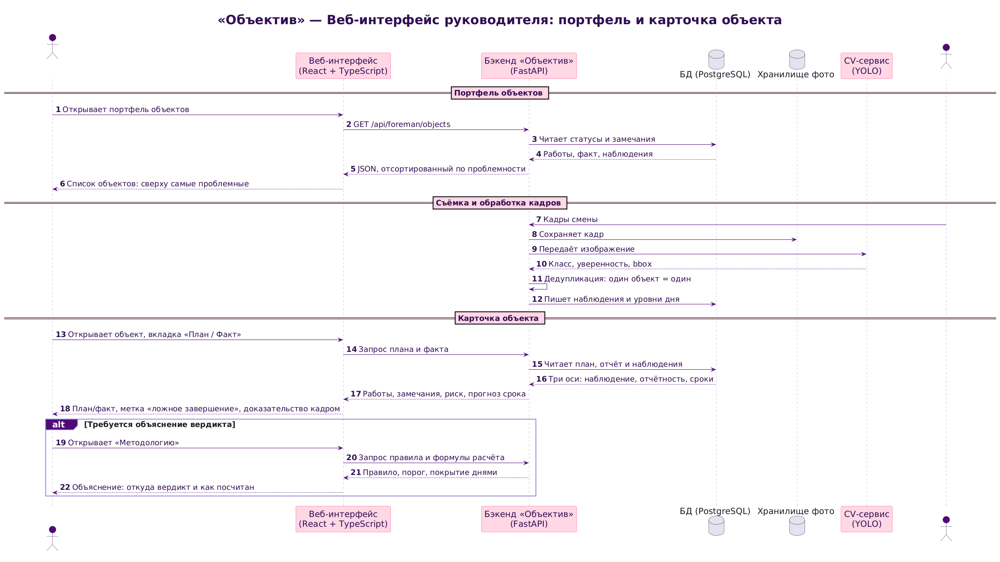 «Объектив» — Веб-интерфейс руководителя: портфель и карточка объекта
Веб-интерфейс
(React + TypeScript)
Бэкенд «Объектив»
(FastAPI)
БД (PostgreSQL)
Хранилище фото
CV-сервис
(YOLO)
Портфель объектов
1 Открывает портфель объектов
2 GET /api/foreman/objects
3 Читает статусы и замечания
4 Работы, факт, наблюдения
5 JSON, отсортированный по проблемности
6 Список объектов: сверху самые проблемные
Съёмка и обработка кадров
7 Кадры смены
8 Сохраняет кадр
9 Передаёт изображение
10 Класс, уверенность, bbox
11 Дедупликация: один объект = один
12 Пишет наблюдения и уровни дня
Карточка объекта
13 Открывает объект, вкладка «План / Факт»
14 Запрос плана и факта
15 Читает план, отчёт и наблюдения
16 Три оси: наблюдение, отчётность, сроки
17 Работы, замечания, риск, прогноз срока
18 План/факт, метка «ложное завершение», доказательство кадром
alt [Требуется объяснение вердикта]
19 Открывает «Методологию»
20 Запрос правила и формулы расчёта
21 Правило, порог, покрытие днями
22 Объяснение: откуда вердикт и как посчитан
Веб-интерфейс
(React + TypeScript)
Бэкенд «Объектив»
(FastAPI)
БД (PostgreSQL)
Хранилище фото
CV-сервис
(YOLO)